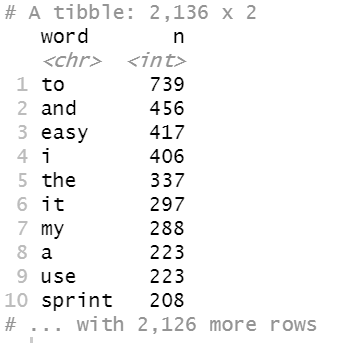 # A tibble: 2,136 x 2
word n
<chr> <int>
1 to 739
2 and 456
3 easy 417
4 i 406
5 the 337
6 it 297
7 my 288
8 a 223
9 use 223
10 sprint 208
# ... with 2,126 more rows